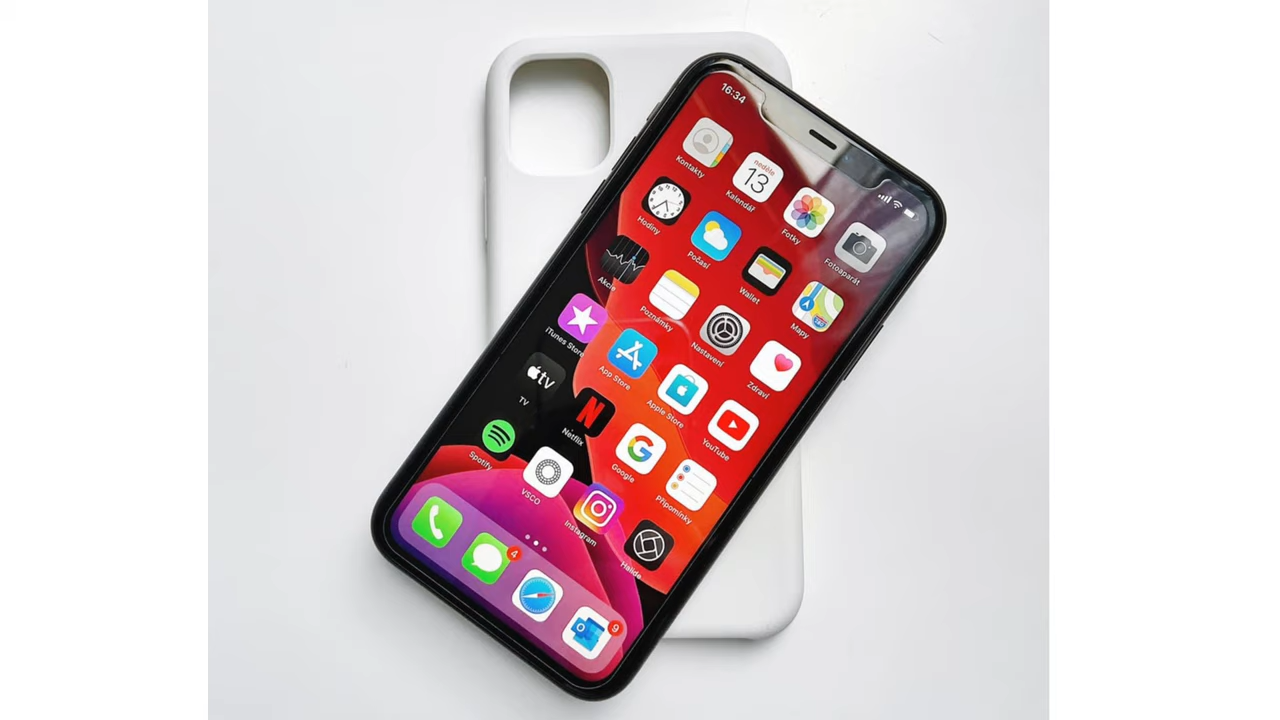 16:34
Kontakty
neděle
13
Kalendář
Fotky
Fotoaparát
Hodiny
Počasí
Wallet
Mapy
Akcie
Poznámky
Nastavení
Zdraví
iTunes Store
App Store
Apple Store
YouTube
tv
TV
N
Netflix
G
Google
Připomínky
Spotify
VSCO
Instagram
Halide
4
9